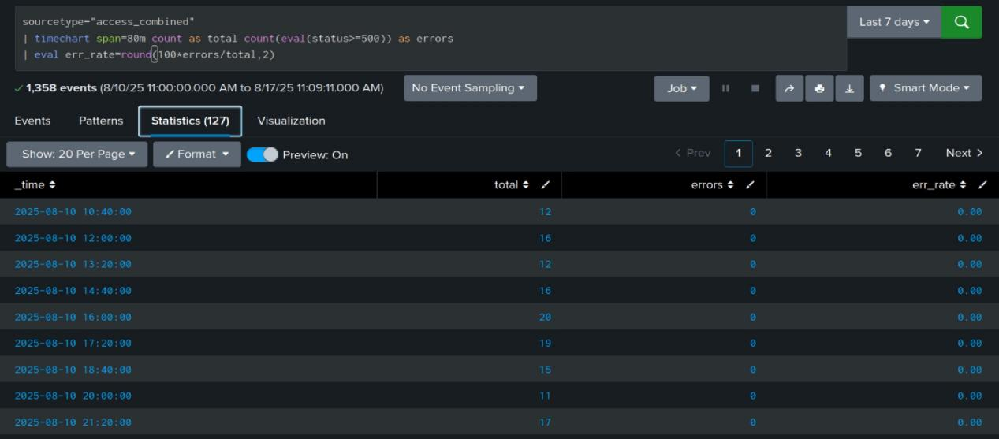 sourcetype="access_combined"
| timechart span=80m count as total count(eval(status>=500)) as errors
| eval err_rate=round(100*errors/total,2)
Last 7 days
1,358 events (8/10/25 11:00:00.000 AM to 8/17/25 11:09:11.000 AM) No Event Sampling Job Smart Mode
Events Patterns Statistics (127) Visualization
Show: 20 Per Page Format Preview: On < Prev 1 2 3 4 5 6 7 Next >
_time total errors err_rate
2025-08-10 10:40:00 12 0 0.00
2025-08-10 12:00:00 16 0 0.00
2025-08-10 13:20:00 12 0 0.00
2025-08-10 14:40:00 16 0 0.00
2025-08-10 16:00:00 20 0 0.00
2025-08-10 17:20:00 19 0 0.00
2025-08-10 18:40:00 15 0 0.00
2025-08-10 20:00:00 11 0 0.00
2025-08-10 21:20:00 17 0 0.00